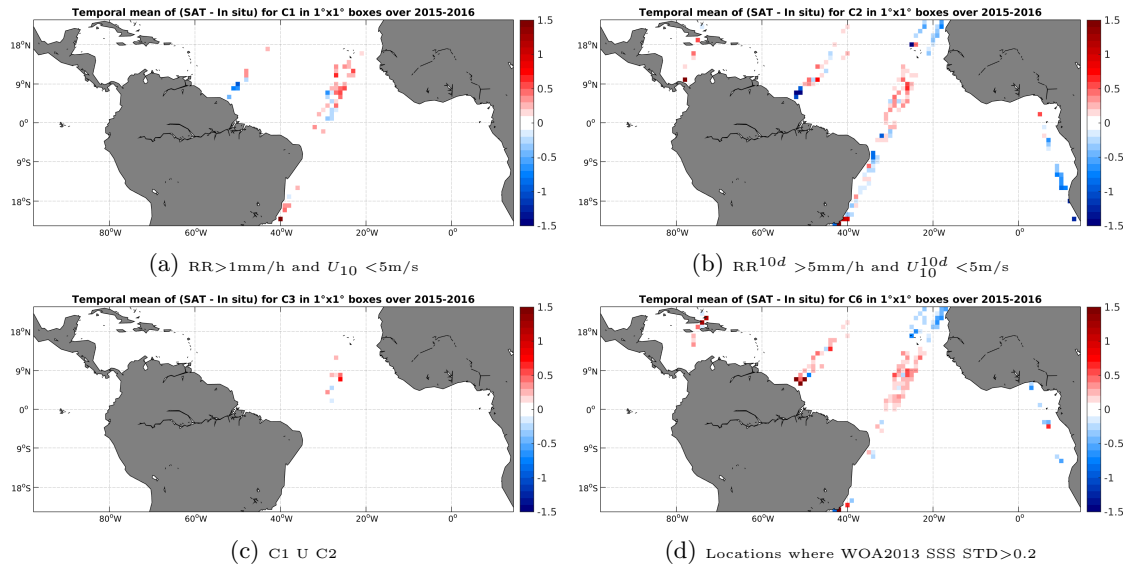 Temporal mean of (SAT - In situ) for C1 in 1°x1° boxes over 2015-2016
18°N
9°N
0°
9°S
18°S
80°W 60°W 40°W 20°W 0°
1.5
1
0.5
0
-0.5
-1
-1.5
(a) RR>1mm/h and U₁₀ <5m/s
Temporal mean of (SAT - In situ) for C2 in 1°x1° boxes over 2015-2016
18°N
9°N
0°
9°S
18°S
80°W 60°W 40°W 20°W 0°
1.5
1
0.5
0
-0.5
-1
-1.5
(b) RR^{10d} >5mm/h and U_{10}^{10d} <5m/s
Temporal mean of (SAT - In situ) for C3 in 1°x1° boxes over 2015-2016
18°N
9°N
0°
9°S
18°S
80°W 60°W 40°W 20°W 0°
1.5
1
0.5
0
-0.5
-1
-1.5
(c) C1 U C2
Temporal mean of (SAT - In situ) for C6 in 1°x1° boxes over 2015-2016
18°N
9°N
0°
9°S
18°S
80°W 60°W 40°W 20°W 0°
1.5
1
0.5
0
-0.5
-1
-1.5
(d) Locations where WOA2013 SSS STD>0.2